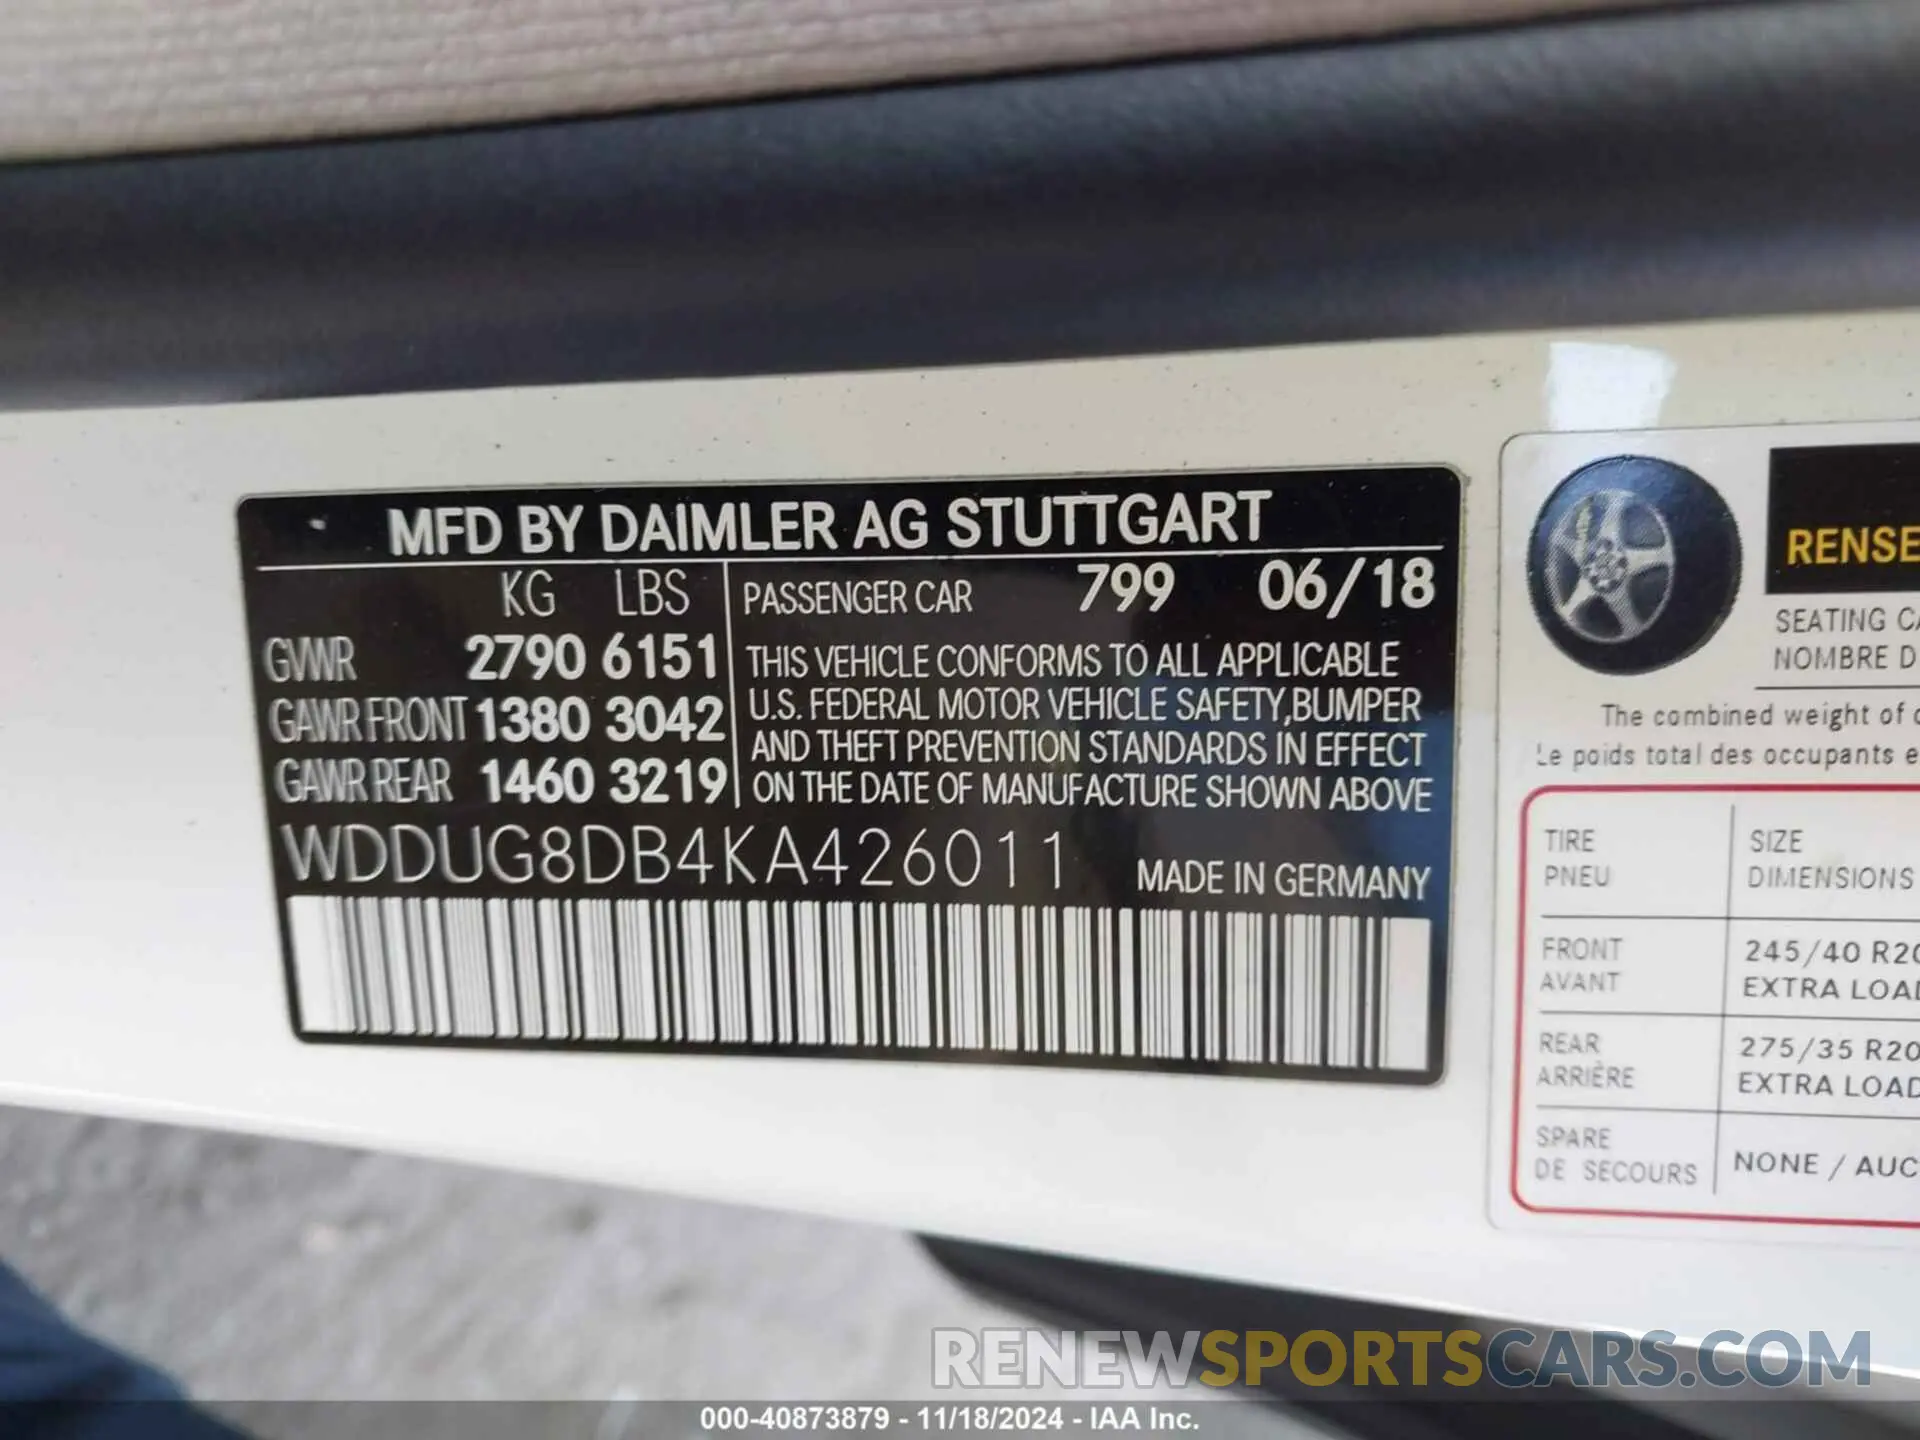 MFD BY DAIMLER AG STUTTGART
KG LBS
GVWR 2790 6151
GAWR FRONT 1380 3042
GAWR REAR 1460 3219
PASSENGER CAR 799 06/18
THIS VEHICLE CONFORMS TO ALL APPLICABLE
U.S. FEDERAL MOTOR VEHICLE SAFETY,BUMPER
AND THEFT PREVENTION STANDARDS IN EFFECT
ON THE DATE OF MANUFACTURE SHOWN ABOVE
WDDUG8DB4KA426011
MADE IN GERMANY
RENSE
SEATING CA
NOMBRE D
The combined weight of
Le poids total des occupants e
TIRE SIZE
PNEU DIMENSIONS
FRONT 245/40 R20
AVANT EXTRA LOAD
REAR 275/35 R20
ARRIÈRE EXTRA LOAD
SPARE
DE SECOURS
NONE / AUC
RENEWSPORTSCARS.COM
000-40873879 - 11/18/2024 - IAA Inc.